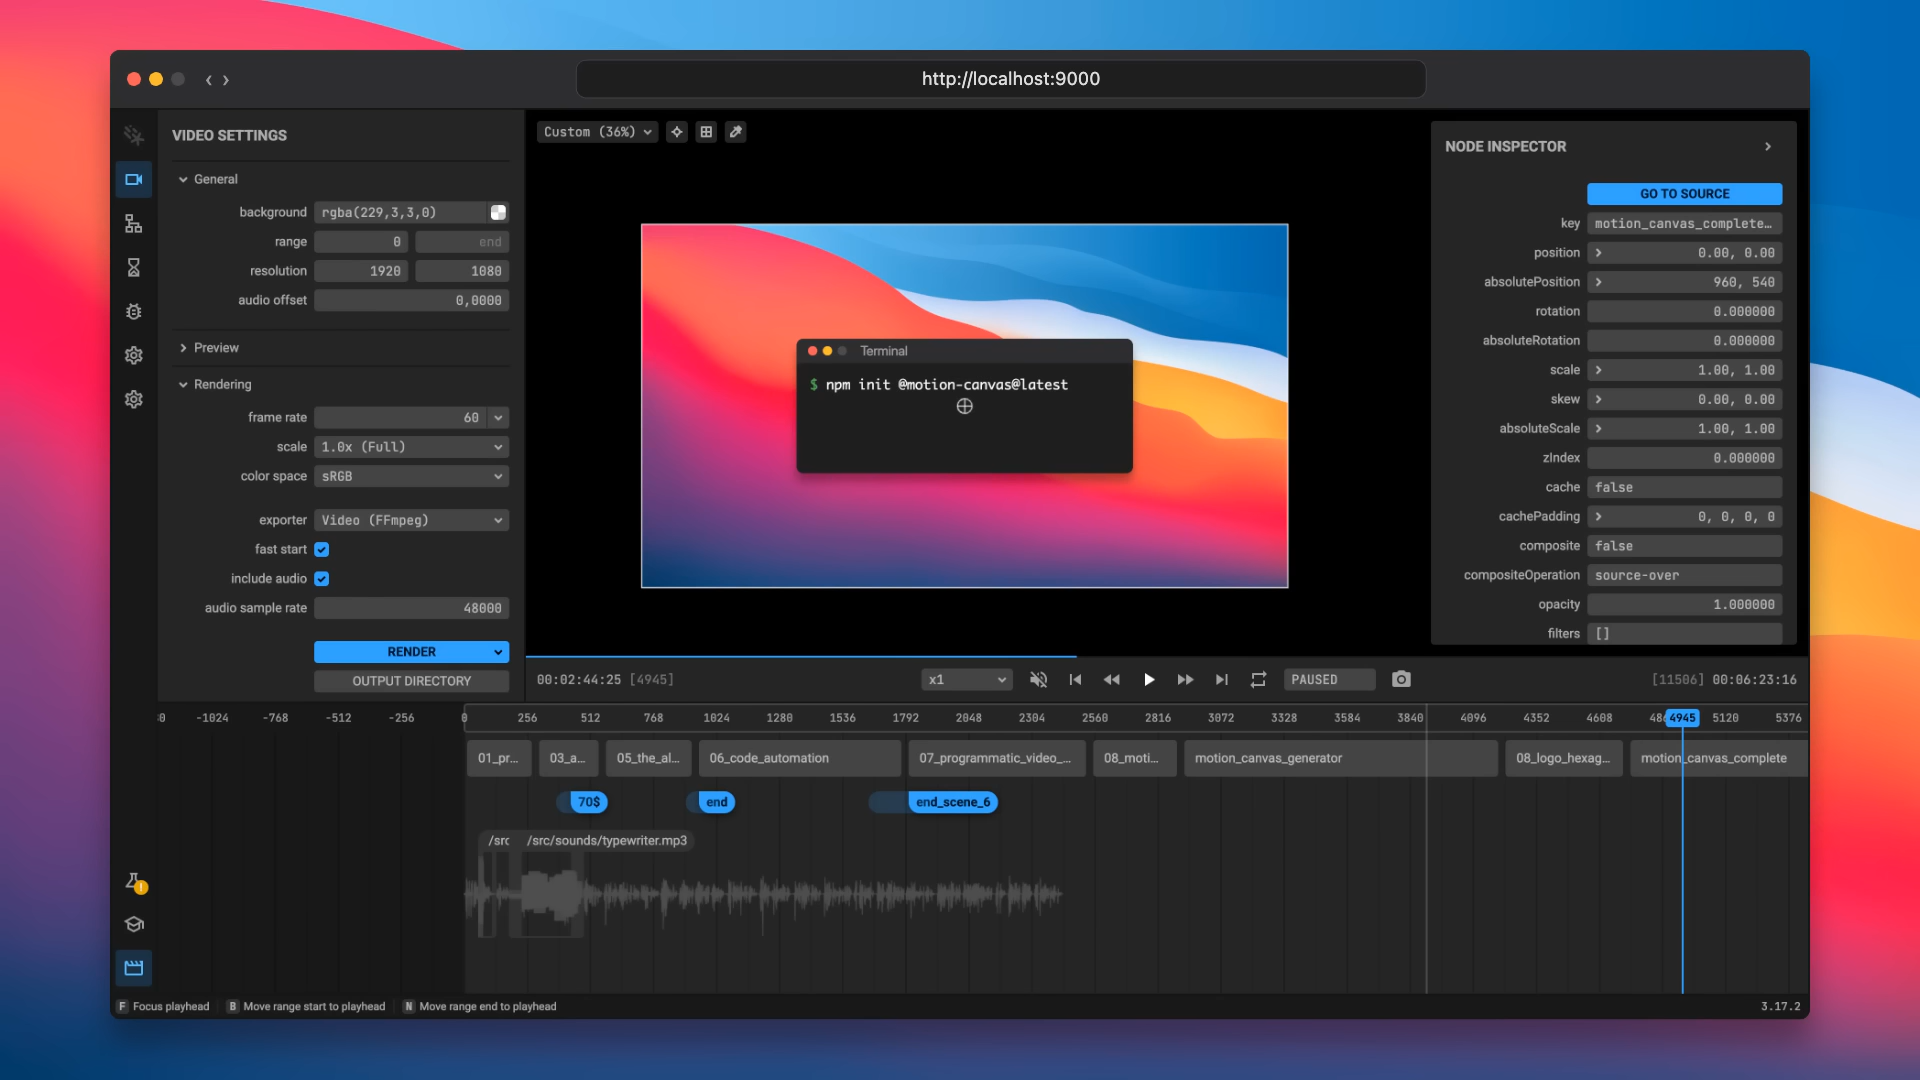 http://localhost:9000
VIDEO SETTINGS
General
background rgba(229,3,3,0)
range 0 end
resolution 1920 1080
audio offset 0,0000
Preview
Rendering
frame rate 60
scale 1.0x (Full)
color space sRGB
exporter Video (FFmpeg)
fast start
include audio
audio sample rate 48000
RENDER
OUTPUT DIRECTORY
Custom (36%)
Terminal
$ npm init @motion-canvas@latest
NODE INSPECTOR
GO TO SOURCE
key motion_canvas_complete…
position 0.00, 0.00
absolutePosition 960, 540
rotation 0.000000
absoluteRotation 0.000000
scale 1.00, 1.00
skew 0.00, 0.00
absoluteScale 1.00, 1.00
zIndex 0.000000
cache false
cachePadding 0, 0, 0, 0
composite false
compositeOperation source-over
opacity 1.000000
filters []
00:02:44:25 [4945] x1 PAUSED [11506] 00:06:23:16
-1024 -768 -512 -256 0 256 512 768 1024 1280 1536 1792 2048 2304 2560 2816 3072 3328 3584 3840 4096 4352 4608 4945 5120 5376
01_pr... 03_a... 05_the_al... 06_code_automation 07_programmatic_video_... 08_moti... motion_canvas_generator 08_logo_hexag... motion_canvas_complete
70$ end end_scene_6
/src /src/sounds/typewriter.mp3
!
F Focus playhead B Move range start to playhead N Move range end to playhead 3.17.2